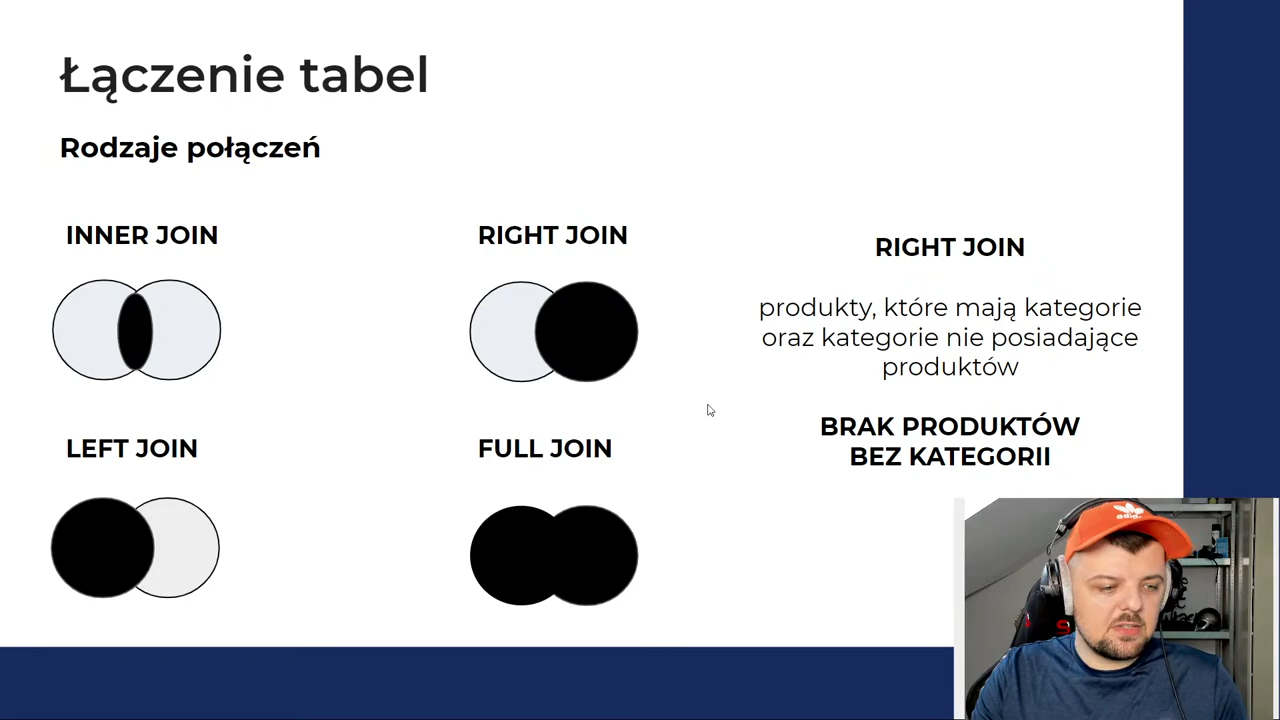 Łączenie tabel
Rodzaje połączeń
INNER JOIN
RIGHT JOIN
LEFT JOIN
FULL JOIN
RIGHT JOIN
produkty, które mają kategorie
oraz kategorie nie posiadające
produktów
BRAK PRODUKTÓW
BEZ KATEGORII